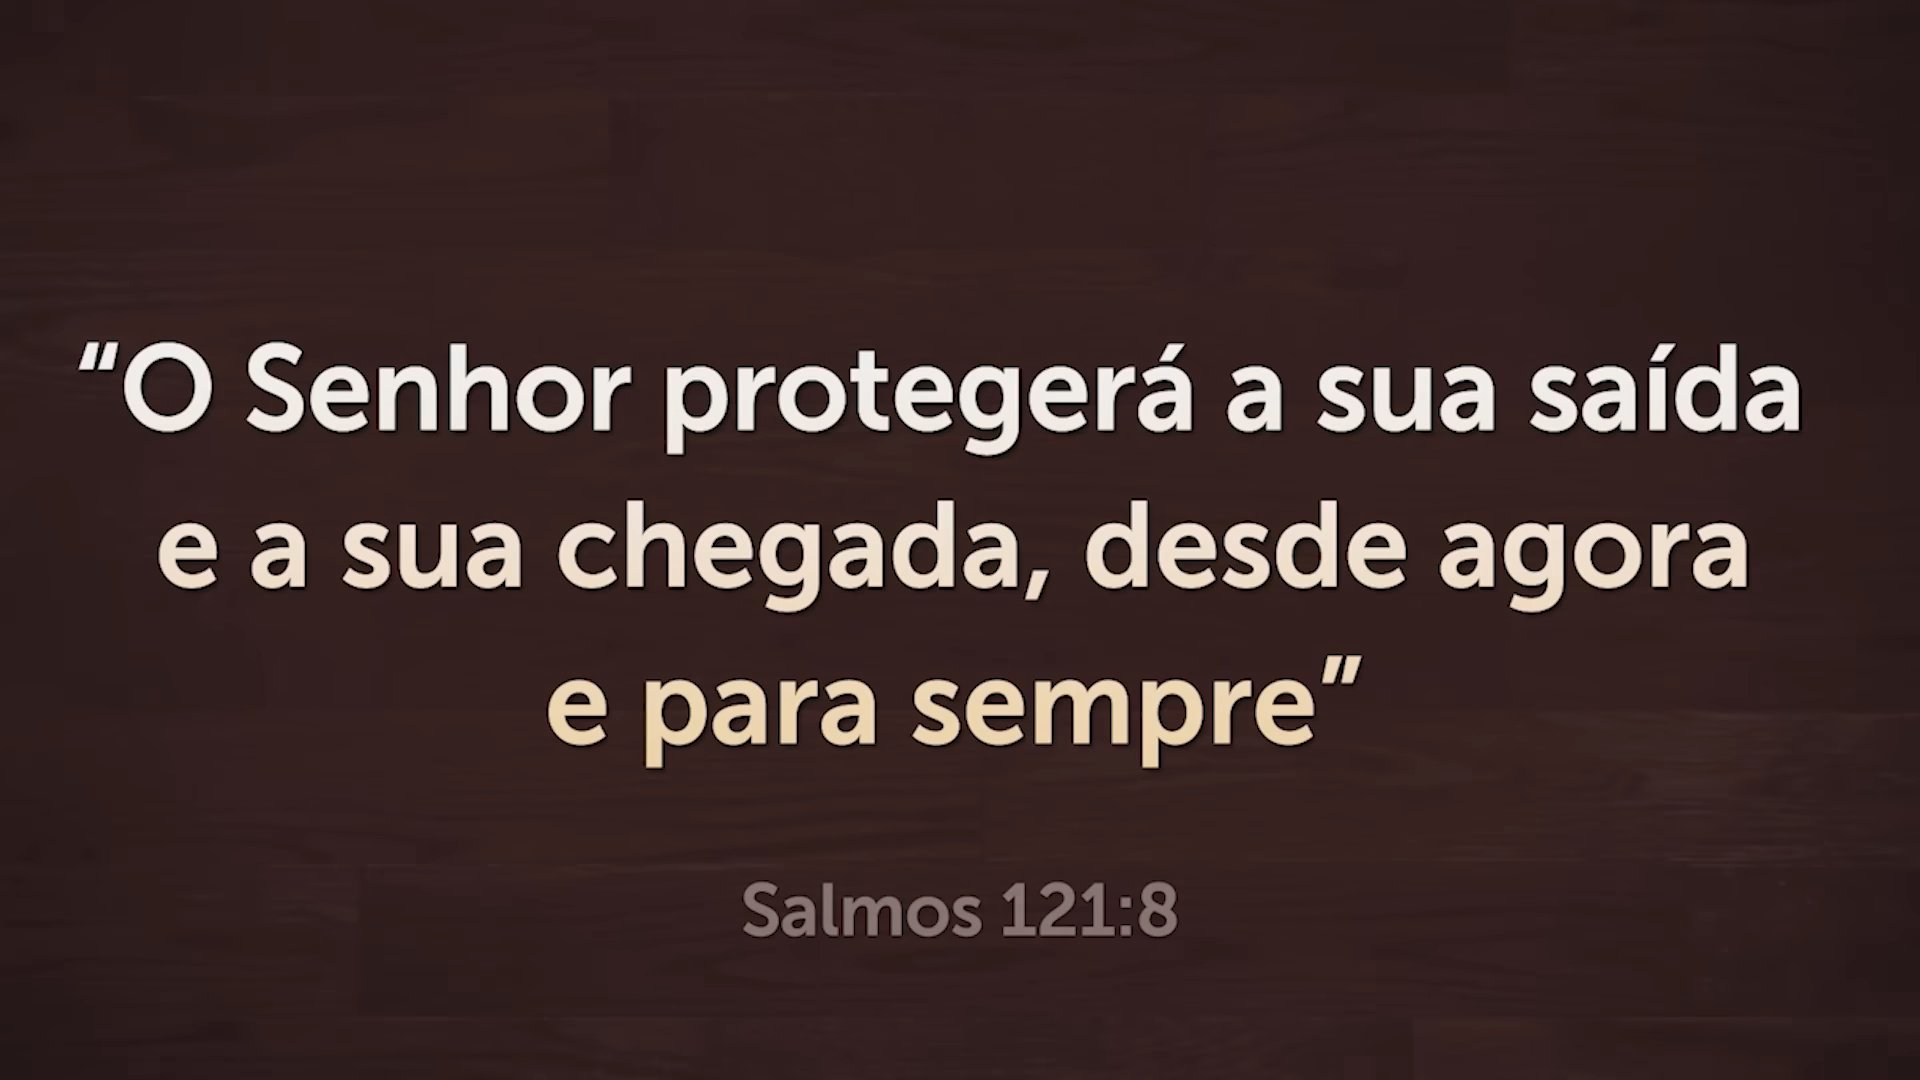 “O Senhor protegerá a sua saída
e a sua chegada, desde agora
e para sempre”
Salmos 121:8